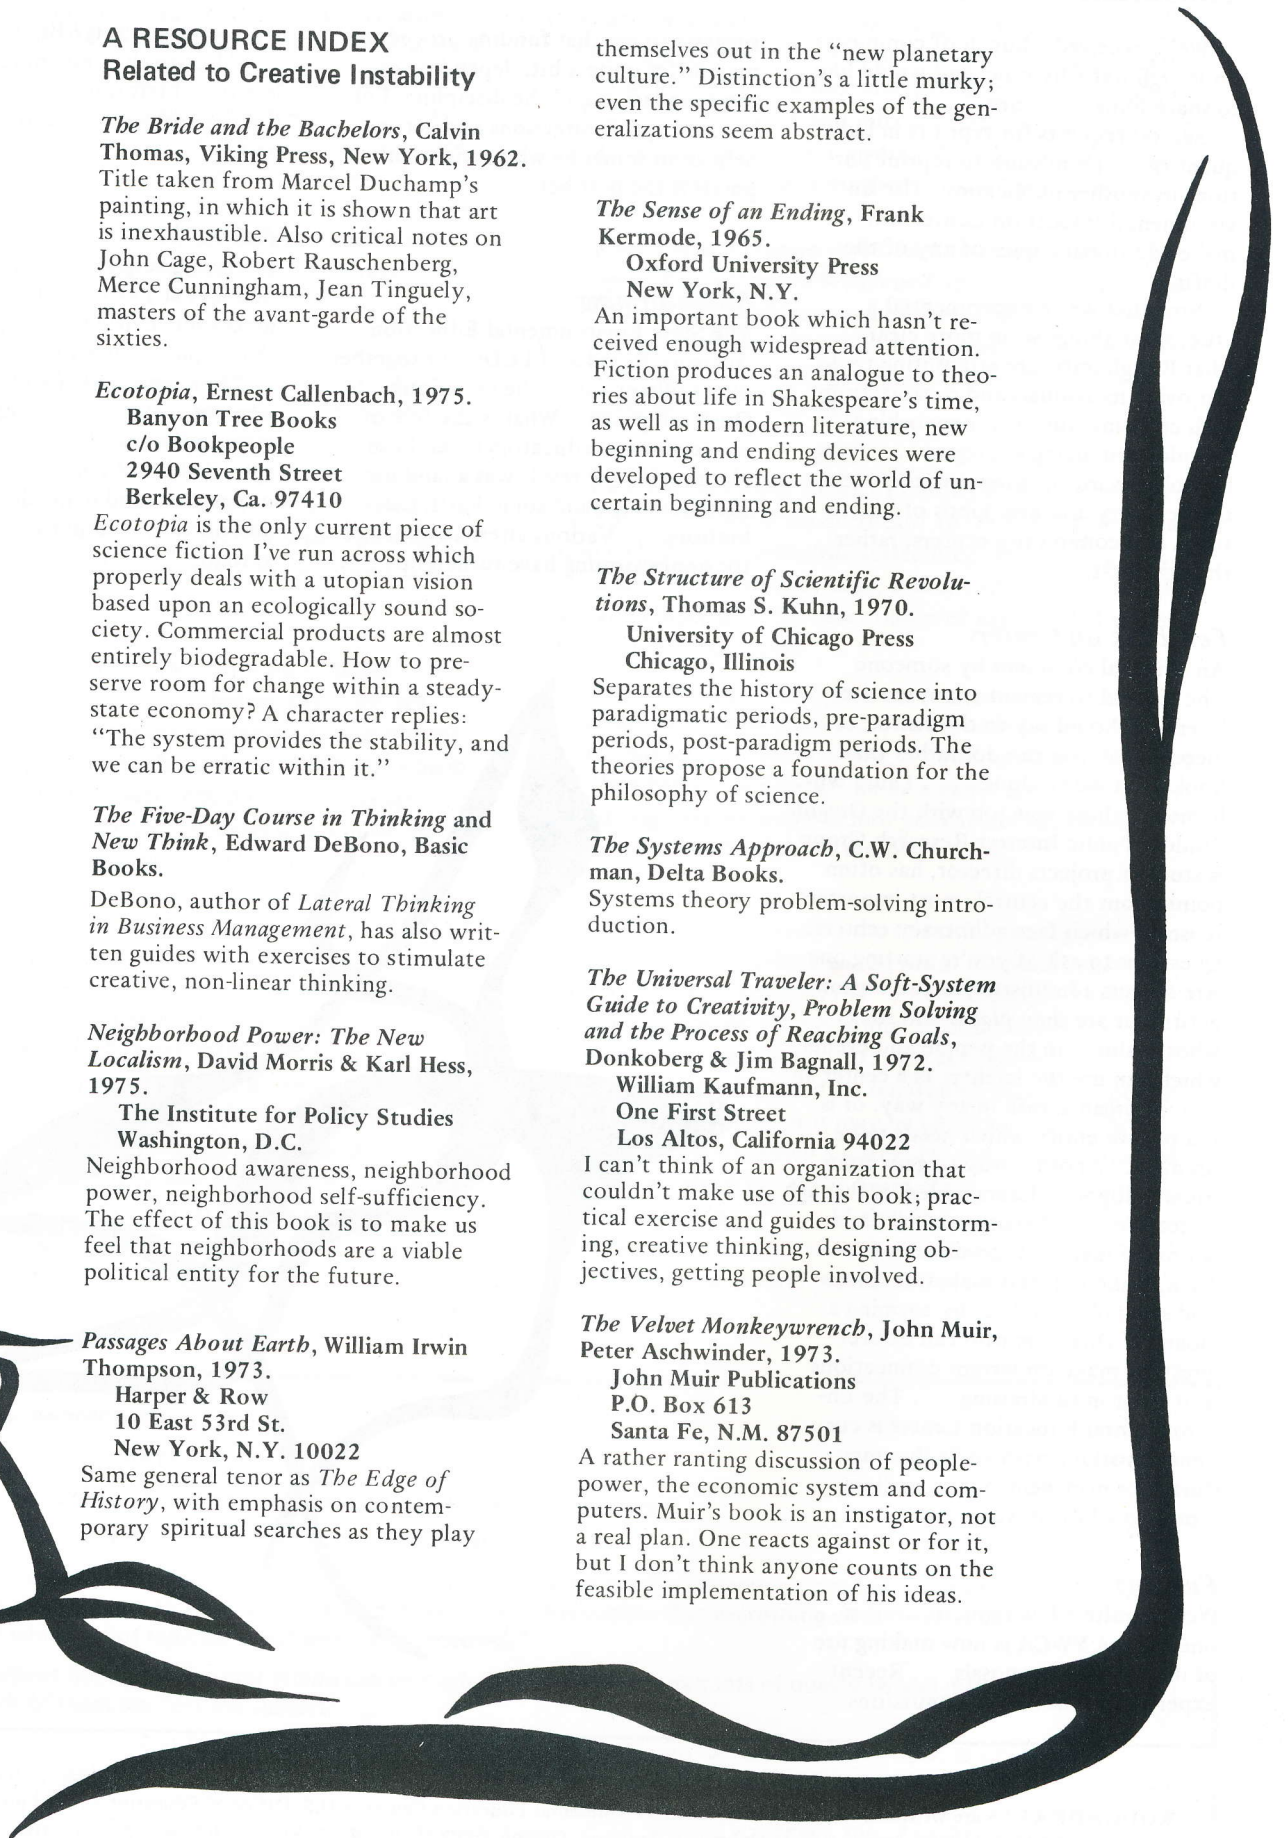 A RESOURCE INDEX
Related to Creative Instability
The Bride and the Bachelors, Calvin
Thomas, Viking Press, New York, 1962.
Title taken from Marcel Duchamp's
painting, in which it is shown that art
is inexhaustible. Also critical notes on
John Cage, Robert Rauschenberg,
Merce Cunningham, Jean Tinguely,
masters of the avant-garde of the
sixties.
Ecotopia, Ernest Callenbach, 1975.
Banyon Tree Books
c/o Bookpeople
2940 Seventh Street
Berkeley, Ca. 97410
Ecotopia is the only current piece of
science fiction I've run across which
properly deals with a utopian vision
based upon an ecologically sound so-
ciety. Commercial products are almost
entirely biodegradable. How to pre-
serve room for change within a steady-
state economy? A character replies:
"The system provides the stability, and
we can be erratic within it."
The Five-Day Course in Thinking and
New Think, Edward DeBono, Basic
Books.
DeBono, author of Lateral Thinking
in Business Management, has also writ-
ten guides with exercises to stimulate
creative, non-linear thinking.
Neighborhood Power: The New
Localism, David Morris & Karl Hess,
1975.
The Institute for Policy Studies
Washington, D.C.
Neighborhood awareness, neighborhood
power, neighborhood self-sufficiency.
The effect of this book is to make us
feel that neighborhoods are a viable
political entity for the future.
Passages About Earth, William Irwin
Thompson, 1973.
Harper & Row
10 East 53rd St.
New York, N.Y. 10022
Same general tenor as The Edge of
History, with emphasis on contem-
porary spiritual searches as they play
themselves out in the "new planetary
culture." Distinction's a little murky;
even the specific examples of the gen-
eralizations seem abstract.
The Sense of an Ending, Frank
Kermode, 1965.
Oxford University Press
New York, N.Y.
An important book which hasn't re-
ceived enough widespread attention.
Fiction produces an analogue to theo-
ries about life in Shakespeare's time,
as well as in modern literature, new
beginning and ending devices were
developed to reflect the world of un-
certain beginning and ending.
The Structure of Scientific Revolu-
tions, Thomas S. Kuhn, 1970.
University of Chicago Press
Chicago, Illinois
Separates the history of science into
paradigmatic periods, pre-paradigm
periods, post-paradigm periods. The
theories propose a foundation for the
philosophy of science.
The Systems Approach, C.W. Church-
man, Delta Books.
Systems theory problem-solving intro-
duction.
The Universal Traveler: A Soft-System
Guide to Creativity, Problem Solving
and the Process of Reaching Goals,
Donkoberg & Jim Bagnall, 1972.
William Kaufmann, Inc.
One First Street
Los Altos, California 94022
I can't think of an organization that
couldn't make use of this book; prac-
tical exercise and guides to brainstorm-
ing, creative thinking, designing ob-
jectives, getting people involved.
The Velvet Monkeywrench, John Muir,
Peter Aschwinder, 1973.
John Muir Publications
P.O. Box 613
Santa Fe, N.M. 87501
A rather ranting discussion of people-
power, the economic system and com-
puters. Muir's book is an instigator, not
a real plan. One reacts against or for it,
but I don't think anyone counts on the
feasible implementation of his ideas.